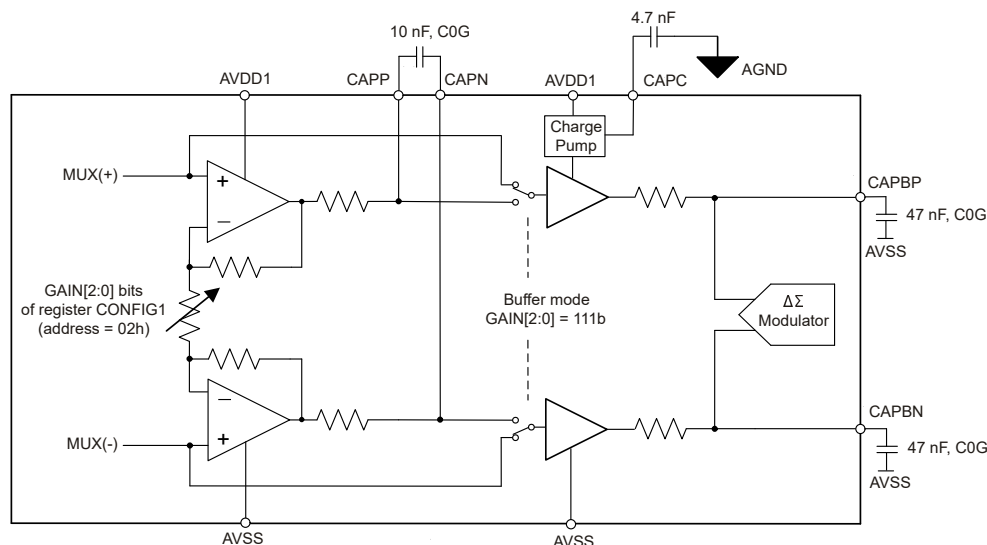 4.7 nF
10 nF, C0G
AGND
AVDD1
CAPP
CAPN
AVDD1
CAPC
Charge
Pump
MUX(+)
+
–
CAPBP
47 nF, C0G
AVSS
GAIN[2:0] bits
of register CONFIG1
(address = 02h)
Buffer mode
GAIN[2:0] = 111b
ΔΣ
Modulator
–
+
MUX(-)
CAPBN
47 nF, C0G
AVSS
AVSS
AVSS